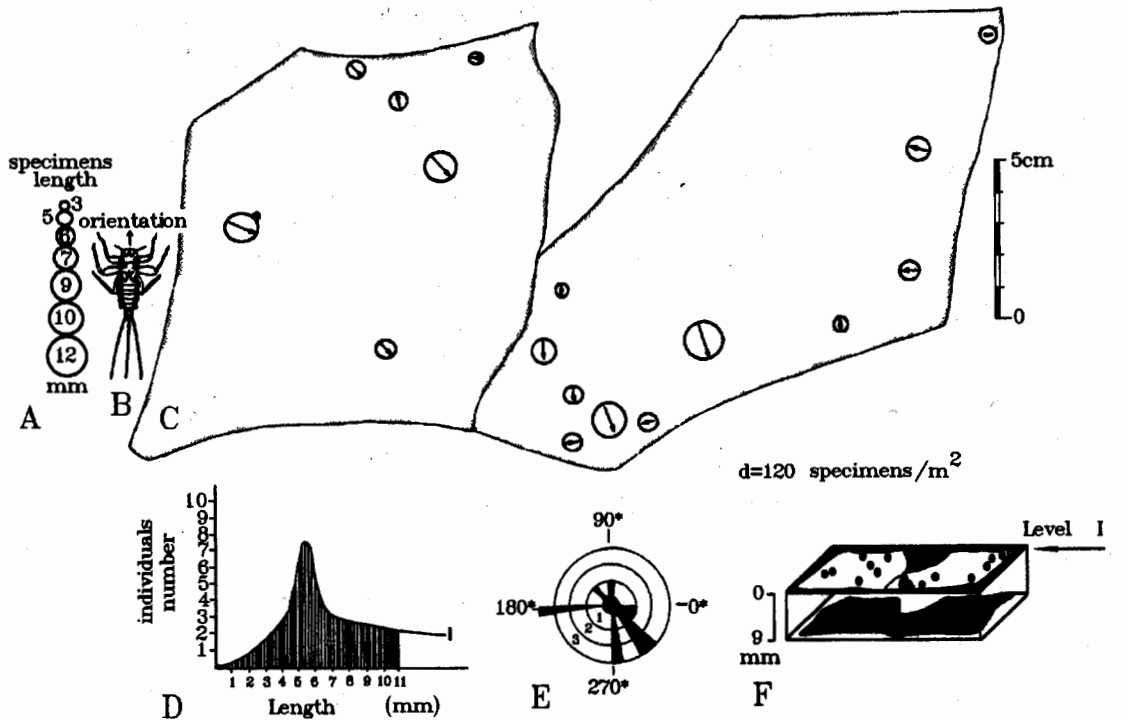 specimens
length
3
5
6
7
9
10
12
mm
A
orientation
B
C
5cm
0
d=120 specimens/m²
individuals
number
10
9
8
7
6
5
4
3
2
1
I
1 2 3 4 5 6 7 8 9 10 11
Length (mm)
D
90*
180*
0*
270*
1
2
3
E
Level I
0
9
mm
F